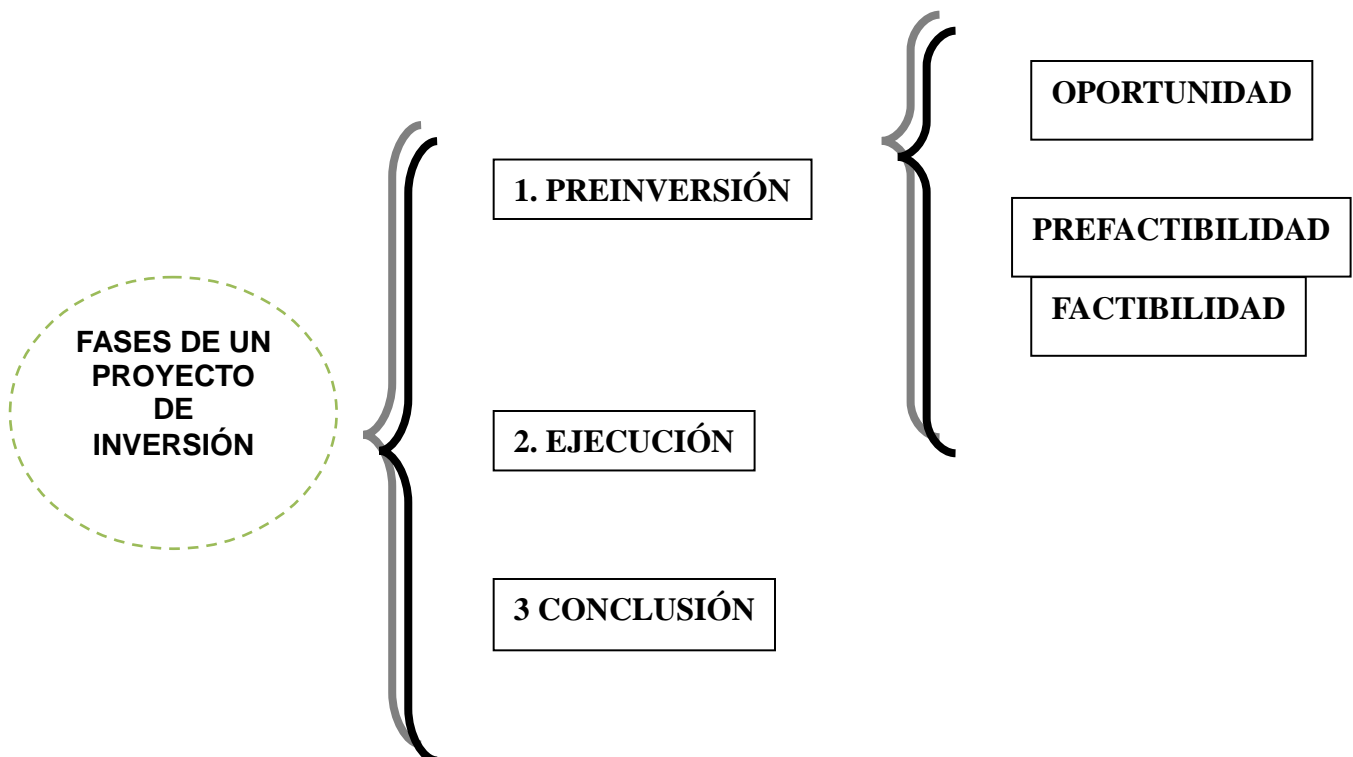 FASES DE UN
PROYECTO
DE
INVERSIÓN
1. PREINVERSIÓN
2. EJECUCIÓN
3 CONCLUSIÓN
OPORTUNIDAD
PREFACTIBILIDAD
FACTIBILIDAD